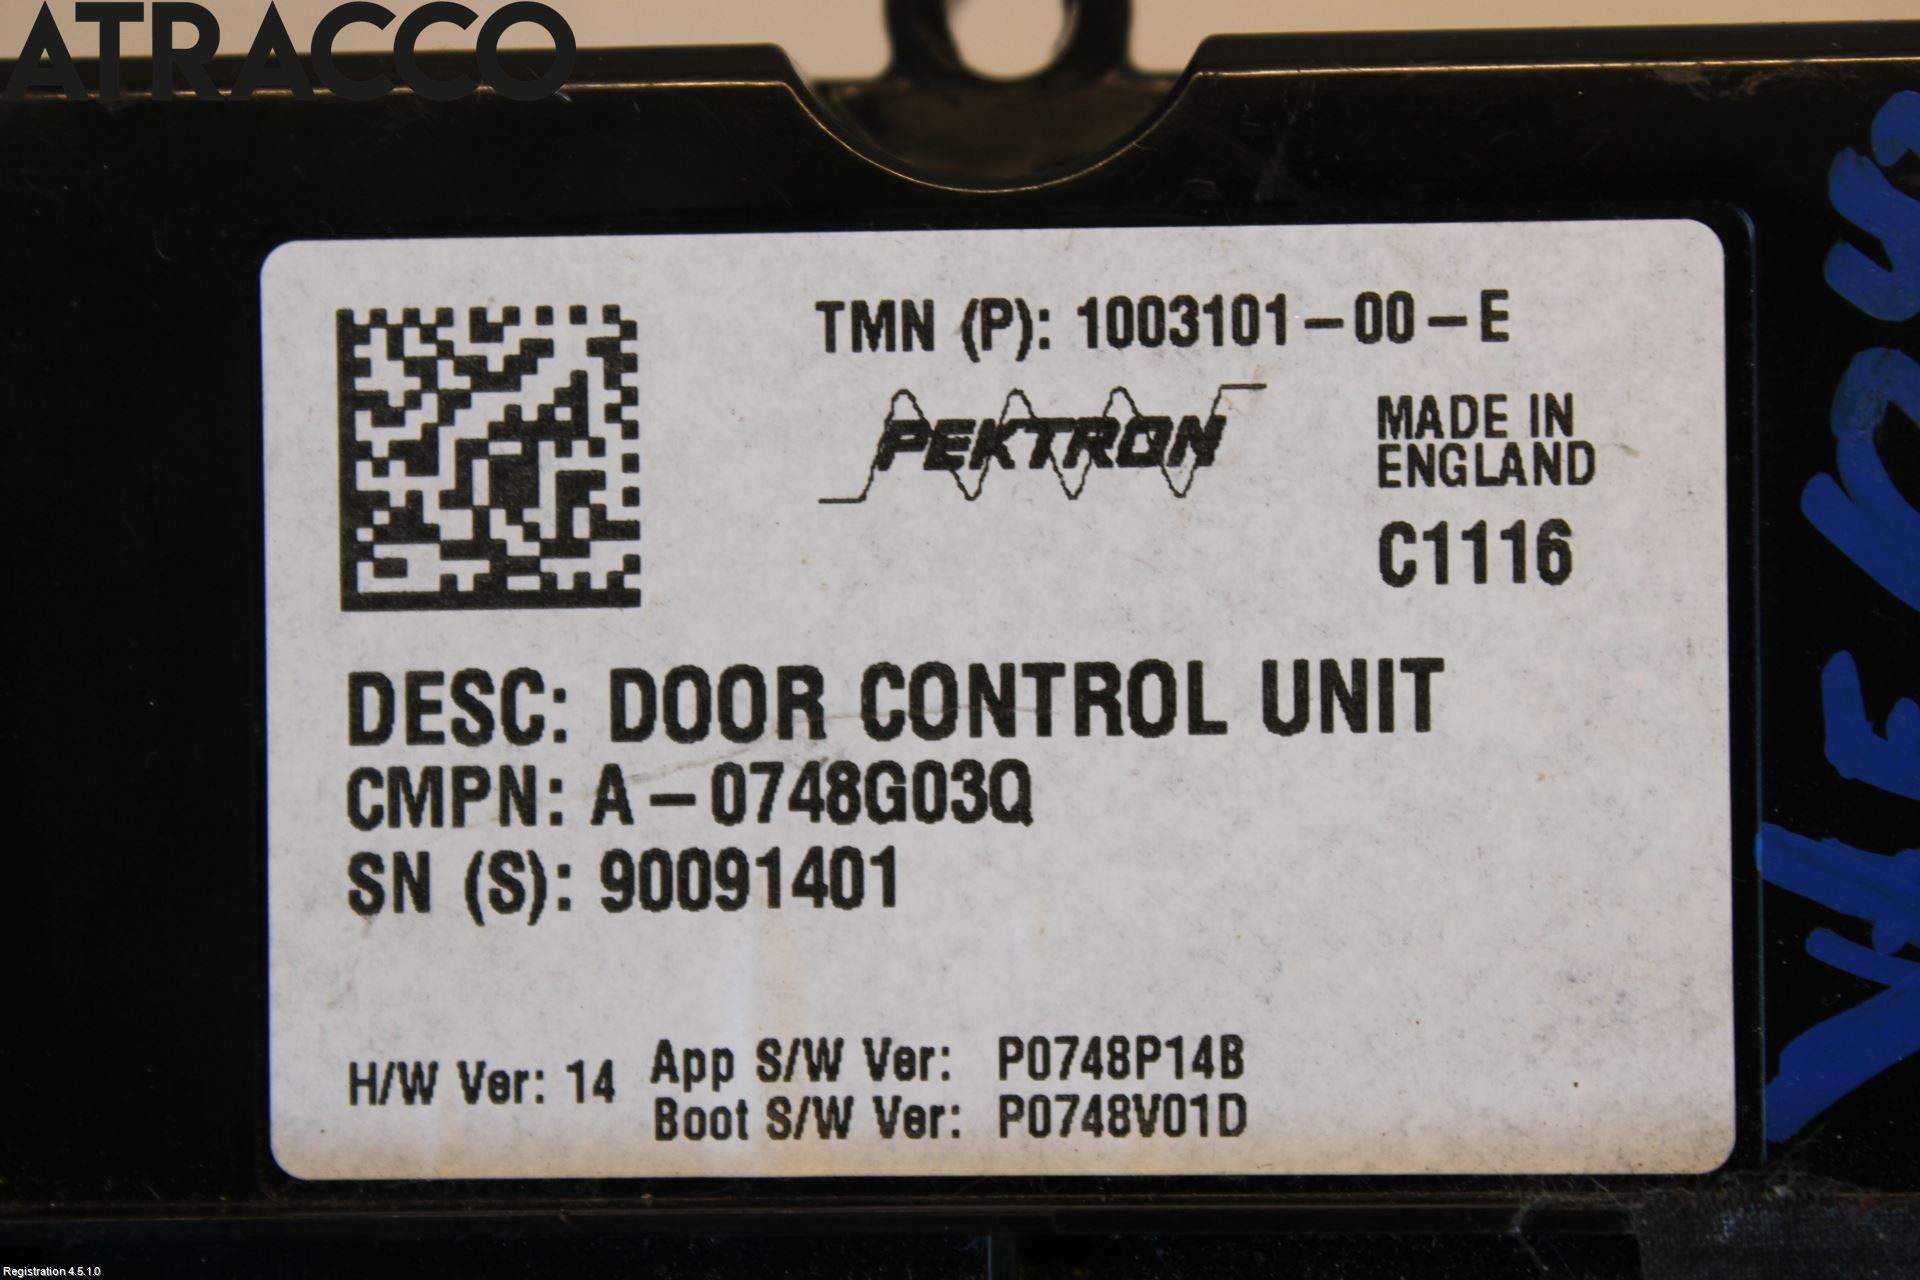 ATRACCO
TMN (P): 1003101-00-E
PEKTRON
MADE IN
ENGLAND
C1116
DESC: DOOR CONTROL UNIT
CMPN: A-0748G03Q
SN (S): 90091401
H/W Ver: 14
App S/W Ver: P0748P14B
Boot S/W Ver: P0748V01D
Registration 4.5.1.0